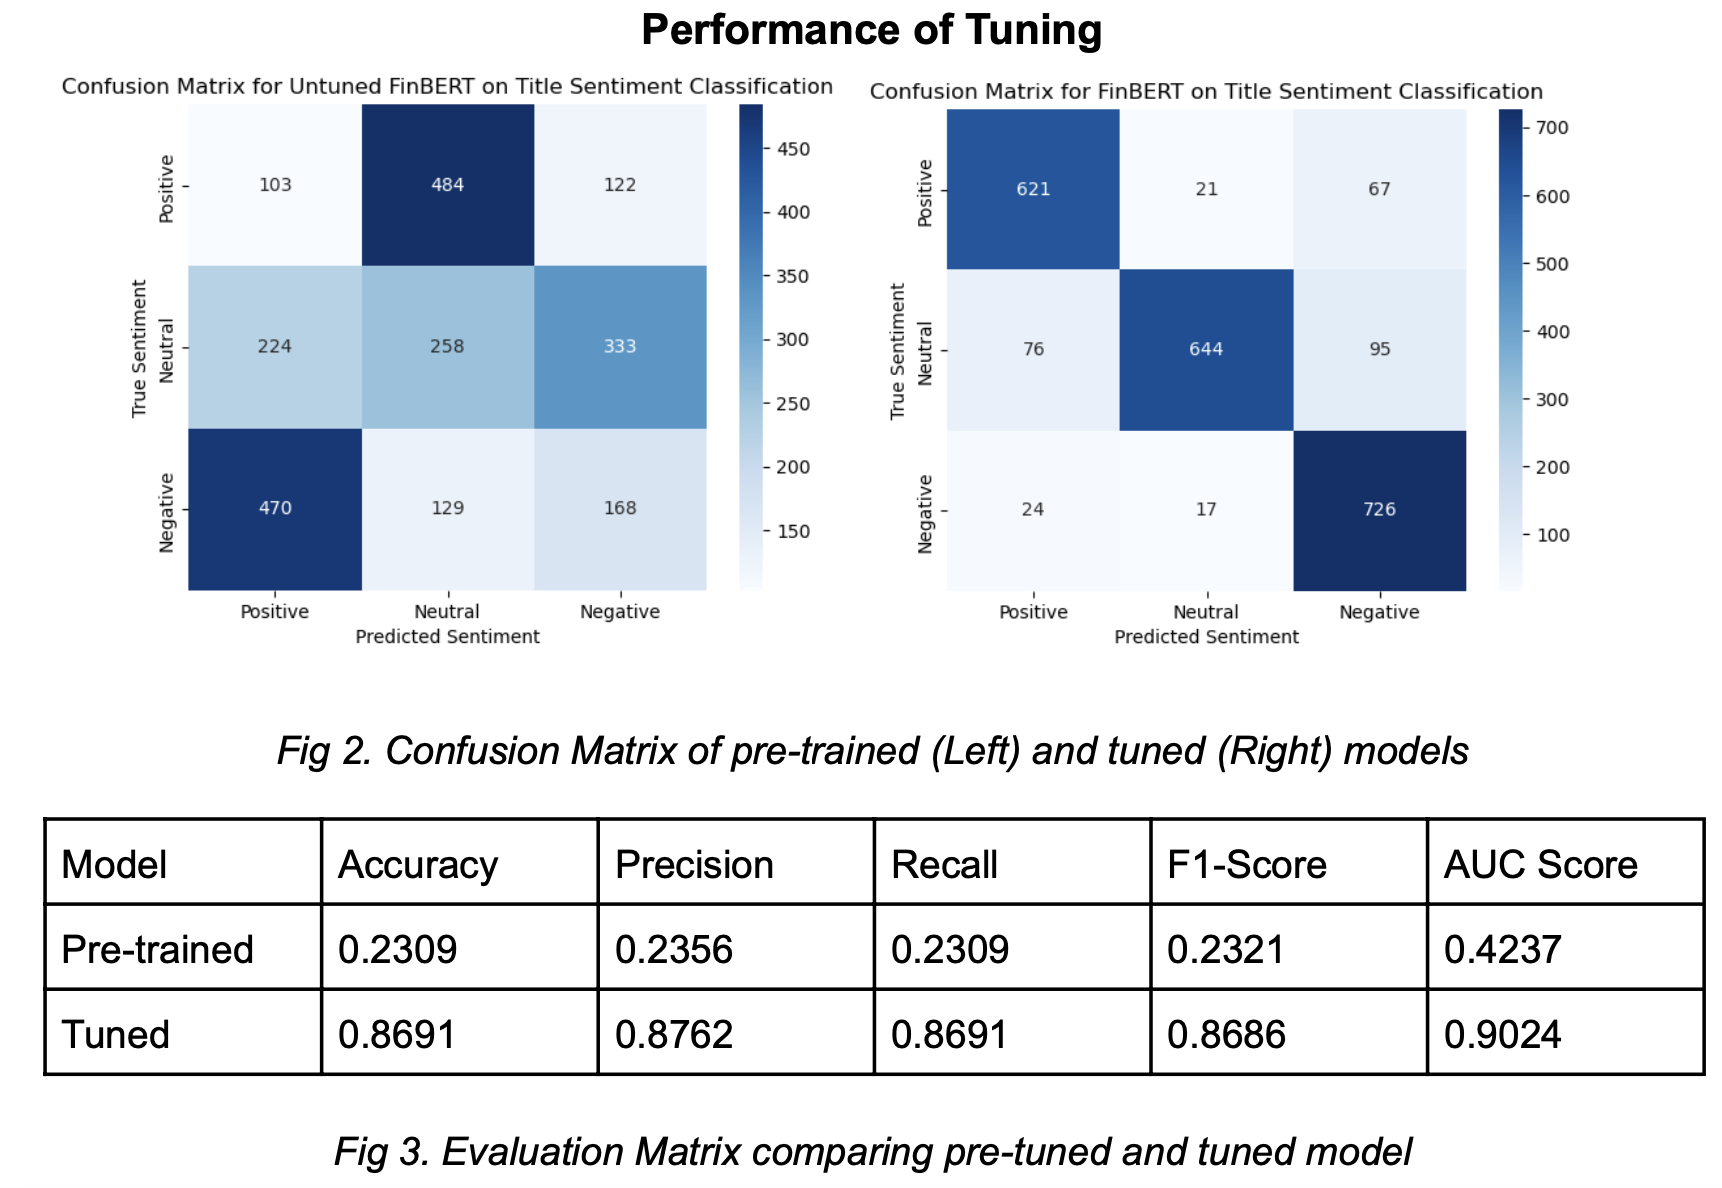 Performance of Tuning
Confusion Matrix for Untuned FinBERT on Title Sentiment Classification
True Sentiment
Positive
Neutral
Negative
103 484 122
224 258 333
470 129 168
Positive Neutral Negative
Predicted Sentiment
450
400
350
300
250
200
150
Confusion Matrix for FinBERT on Title Sentiment Classification
True Sentiment
Positive
Neutral
Negative
621 21 67
76 644 95
24 17 726
Positive Neutral Negative
Predicted Sentiment
700
600
500
400
300
200
100
Fig 2. Confusion Matrix of pre-trained (Left) and tuned (Right) models
Model Accuracy Precision Recall F1-Score AUC Score
Pre-trained 0.2309 0.2356 0.2309 0.2321 0.4237
Tuned 0.8691 0.8762 0.8691 0.8686 0.9024
Fig 3. Evaluation Matrix comparing pre-tuned and tuned model